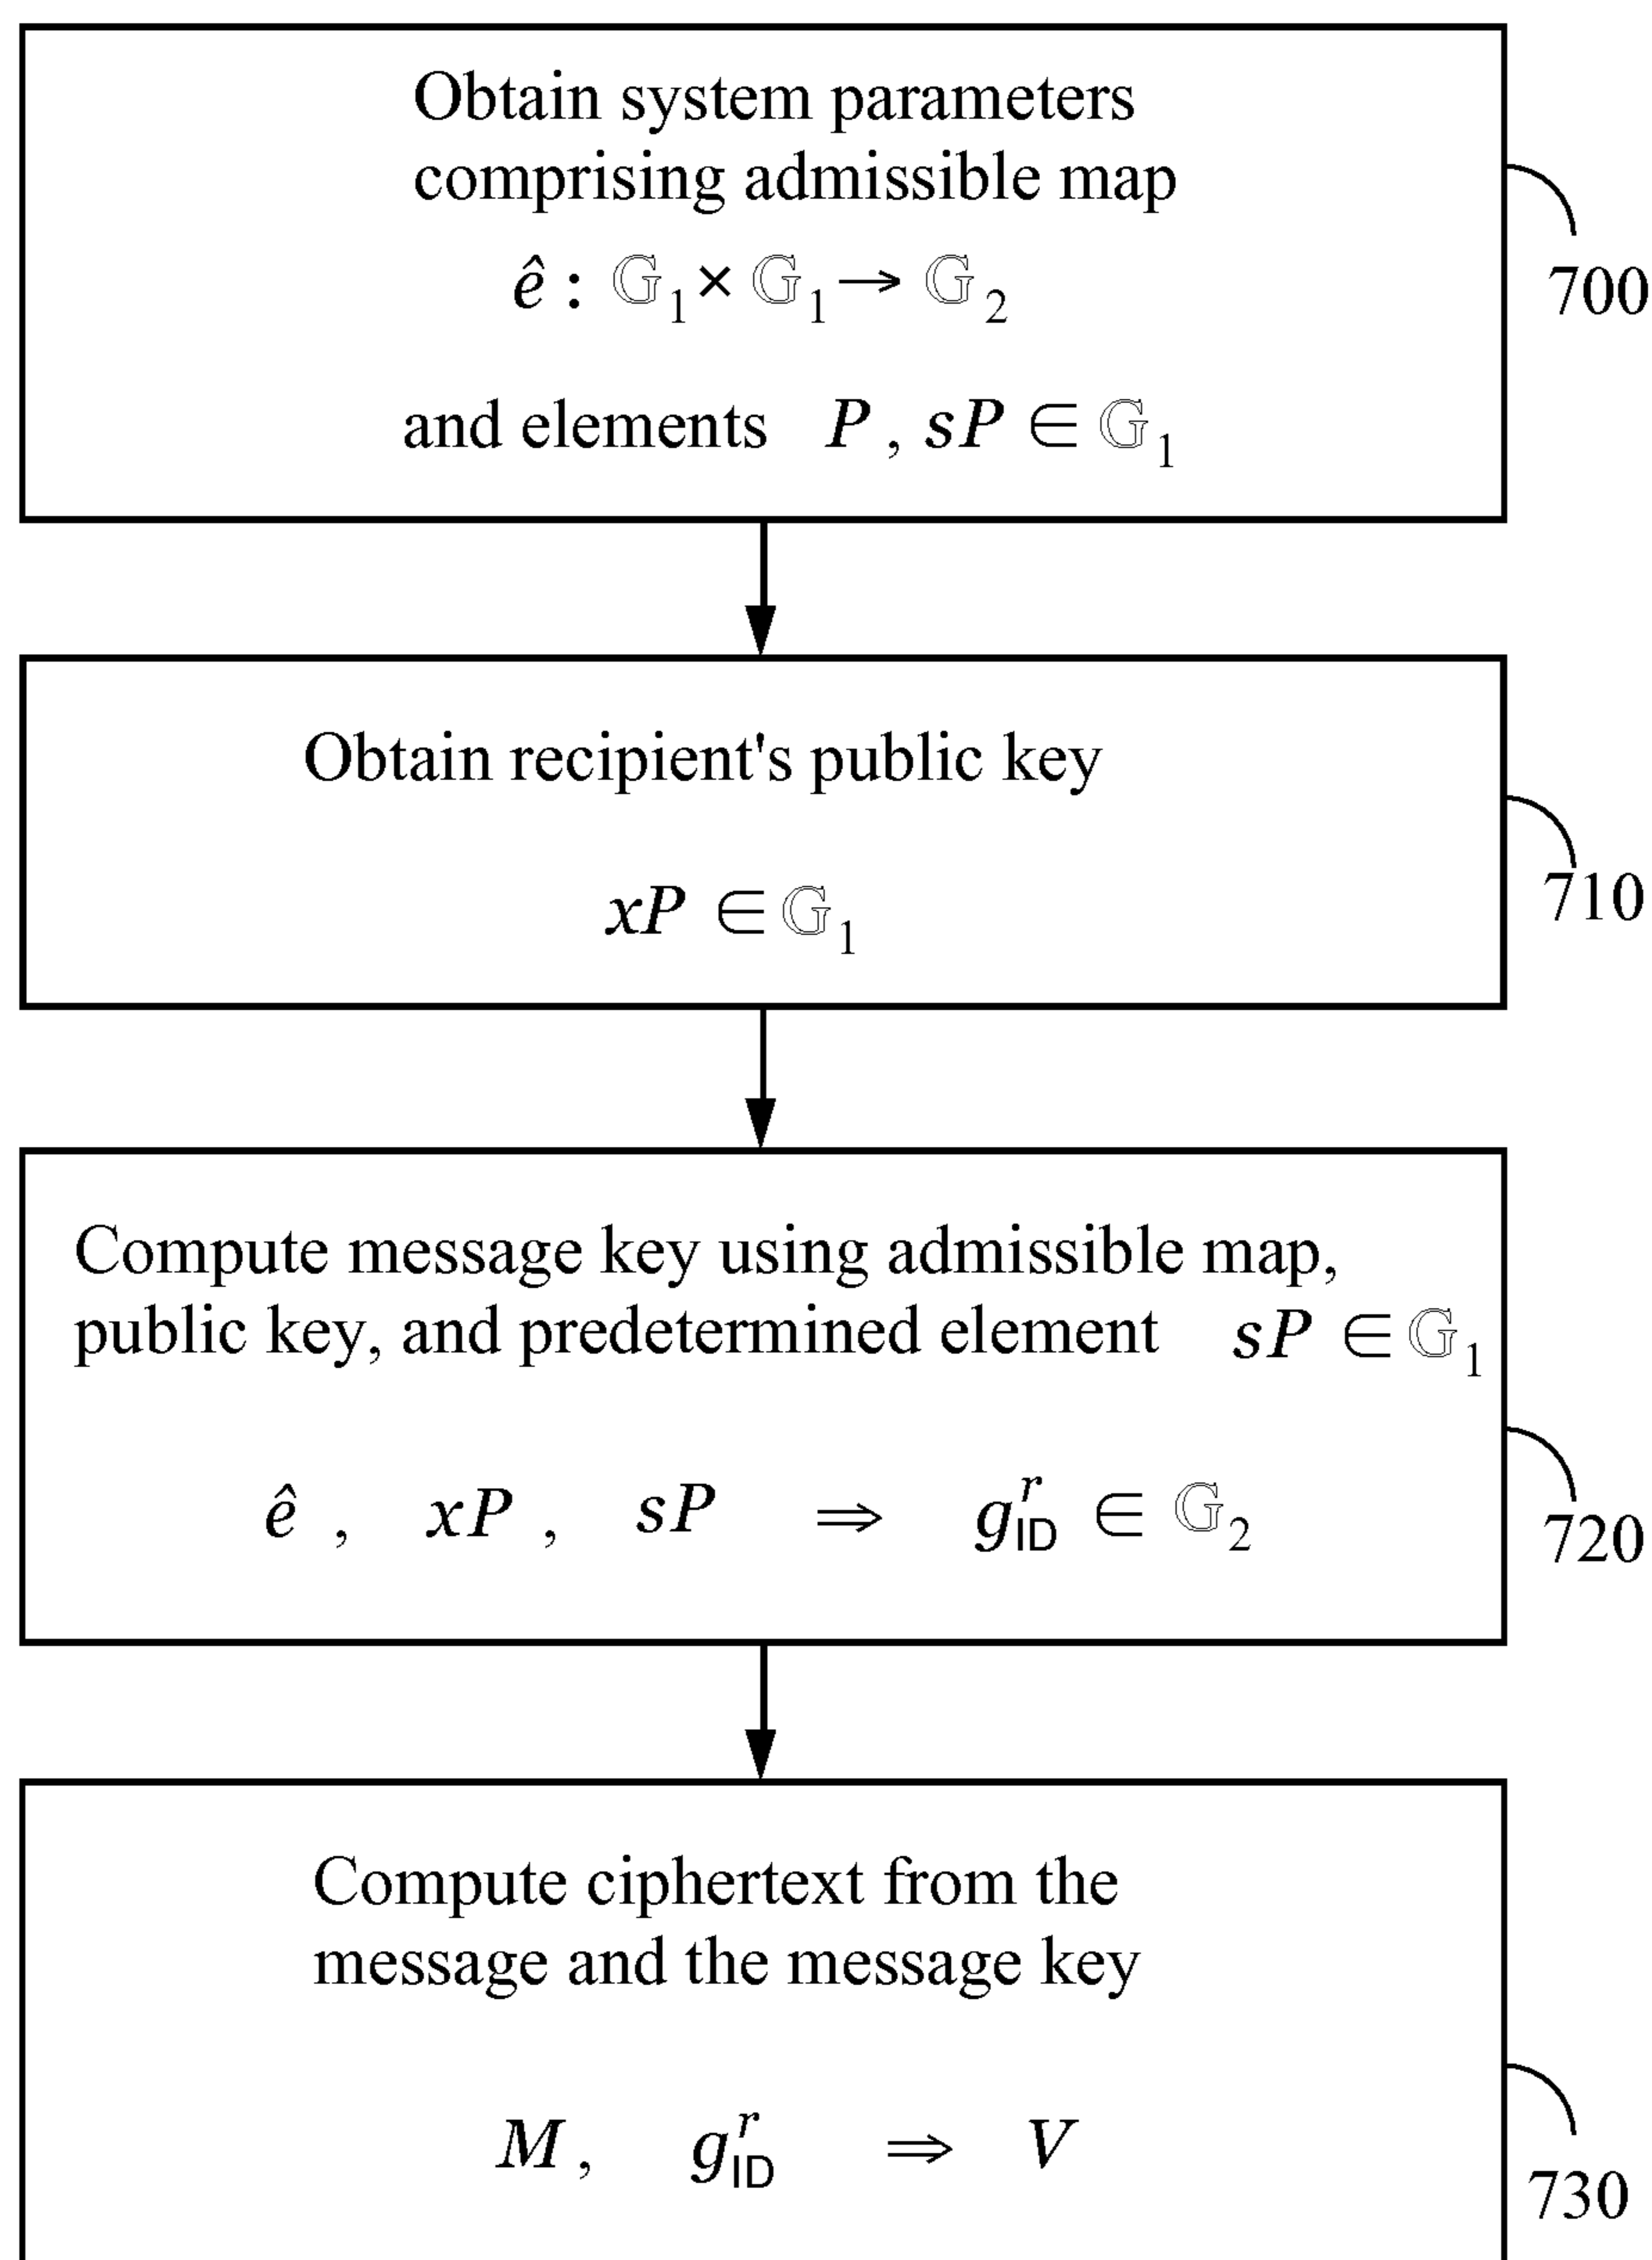 Obtain system parameters
comprising admissible map
ê : 𝔾₁ × 𝔾₁ → 𝔾₂
and elements P , sP ∈ 𝔾₁
700
Obtain recipient's public key
xP ∈ 𝔾₁
710
Compute message key using admissible map,
public key, and predetermined element sP ∈ 𝔾₁
ê , xP , sP ⇒ g_ID^r ∈ 𝔾₂
720
Compute ciphertext from the
message and the message key
M , g_ID^r ⇒ V
730